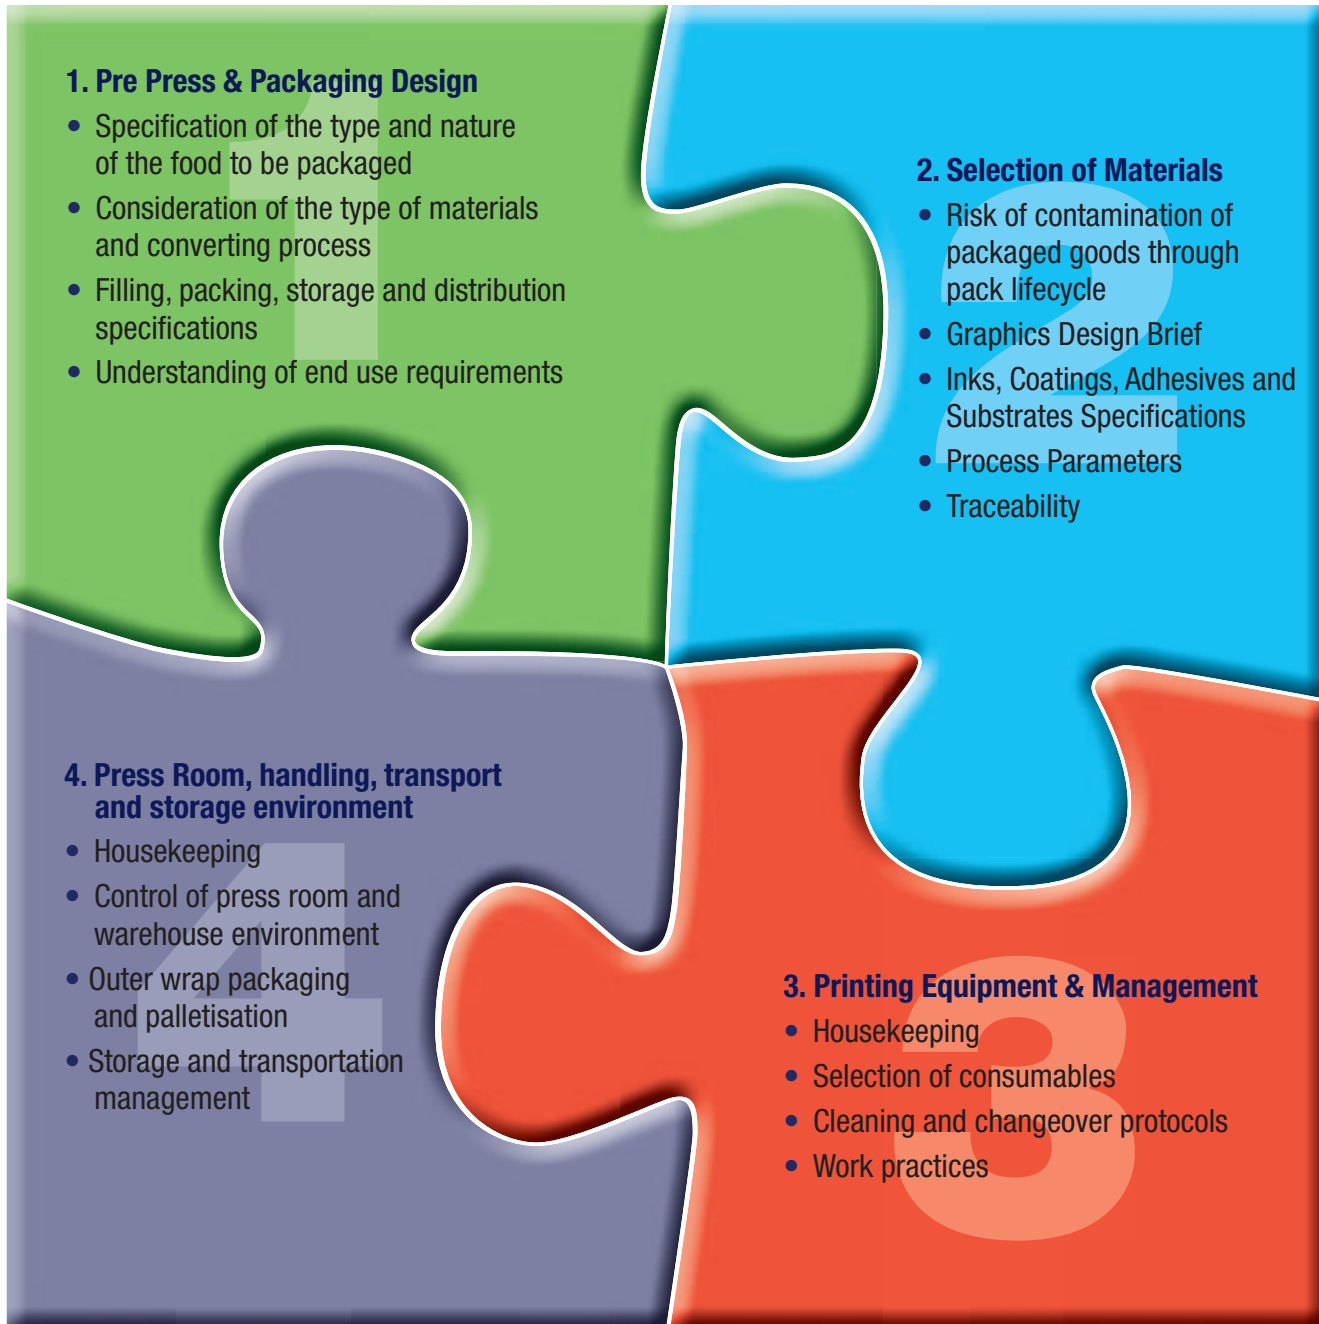 1. Pre Press & Packaging Design
• Specification of the type and nature
of the food to be packaged
• Consideration of the type of materials
and converting process
• Filling, packing, storage and distribution
specifications
• Understanding of end use requirements
1
2. Selection of Materials
• Risk of contamination of
packaged goods through
pack lifecycle
• Graphics Design Brief
• Inks, Coatings, Adhesives and
Substrates Specifications
• Process Parameters
• Traceability
2
3. Printing Equipment & Management
• Housekeeping
• Selection of consumables
• Cleaning and changeover protocols
• Work practices
3
4. Press Room, handling, transport
and storage environment
• Housekeeping
• Control of press room and
warehouse environment
• Outer wrap packaging
and palletisation
• Storage and transportation
management
4